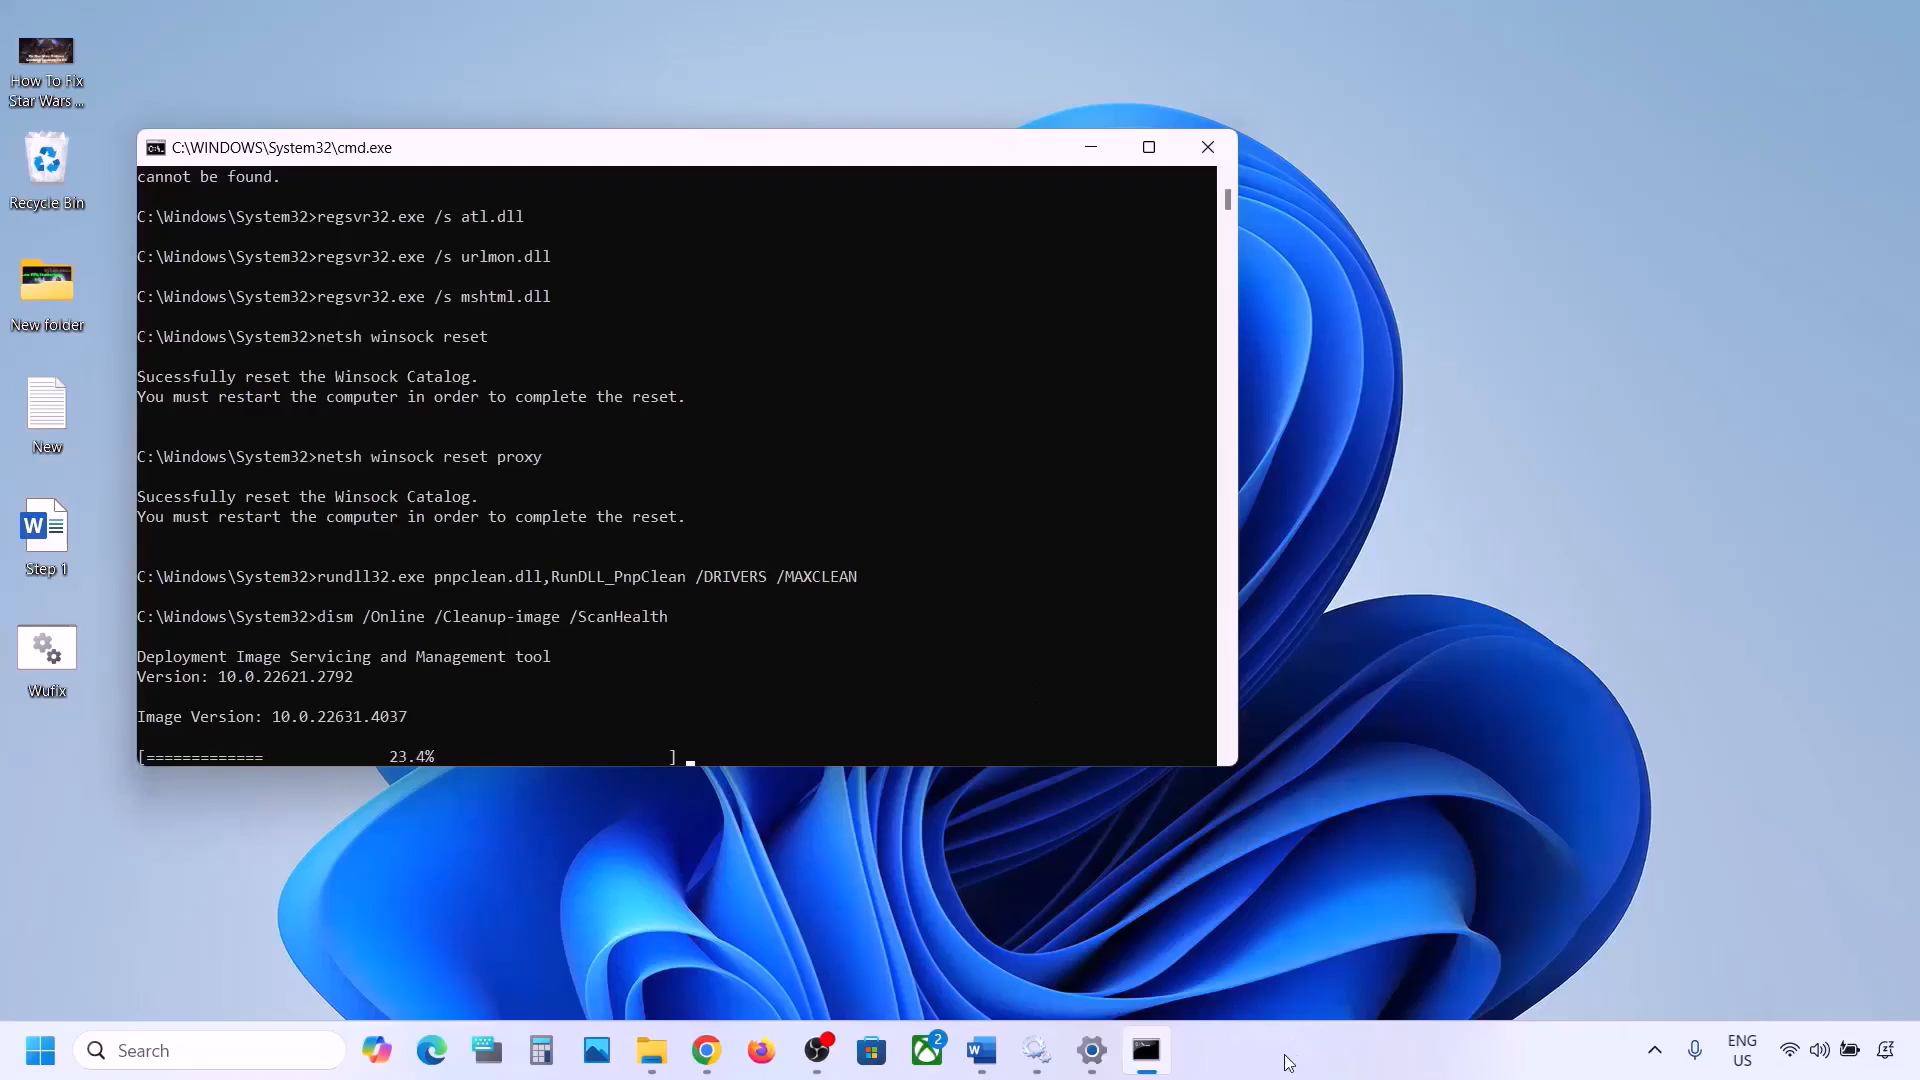 How To Fix
Star Wars ...
Recycle Bin
New folder
New
Step 1
Wufix
C:\WINDOWS\System32\cmd.exe
cannot be found.
C:\Windows\System32>regsvr32.exe /s atl.dll
C:\Windows\System32>regsvr32.exe /s urlmon.dll
C:\Windows\System32>regsvr32.exe /s mshtml.dll
C:\Windows\System32>netsh winsock reset
Sucessfully reset the Winsock Catalog.
You must restart the computer in order to complete the reset.
C:\Windows\System32>netsh winsock reset proxy
Sucessfully reset the Winsock Catalog.
You must restart the computer in order to complete the reset.
C:\Windows\System32>rundll32.exe pnpclean.dll,RunDLL_PnpClean /DRIVERS /MAXCLEAN
C:\Windows\System32>dism /Online /Cleanup-image /ScanHealth
Deployment Image Servicing and Management tool
Version: 10.0.22621.2792
Image Version: 10.0.22631.4037
[=============              23.4%                          ]
Search
2
ENG
US